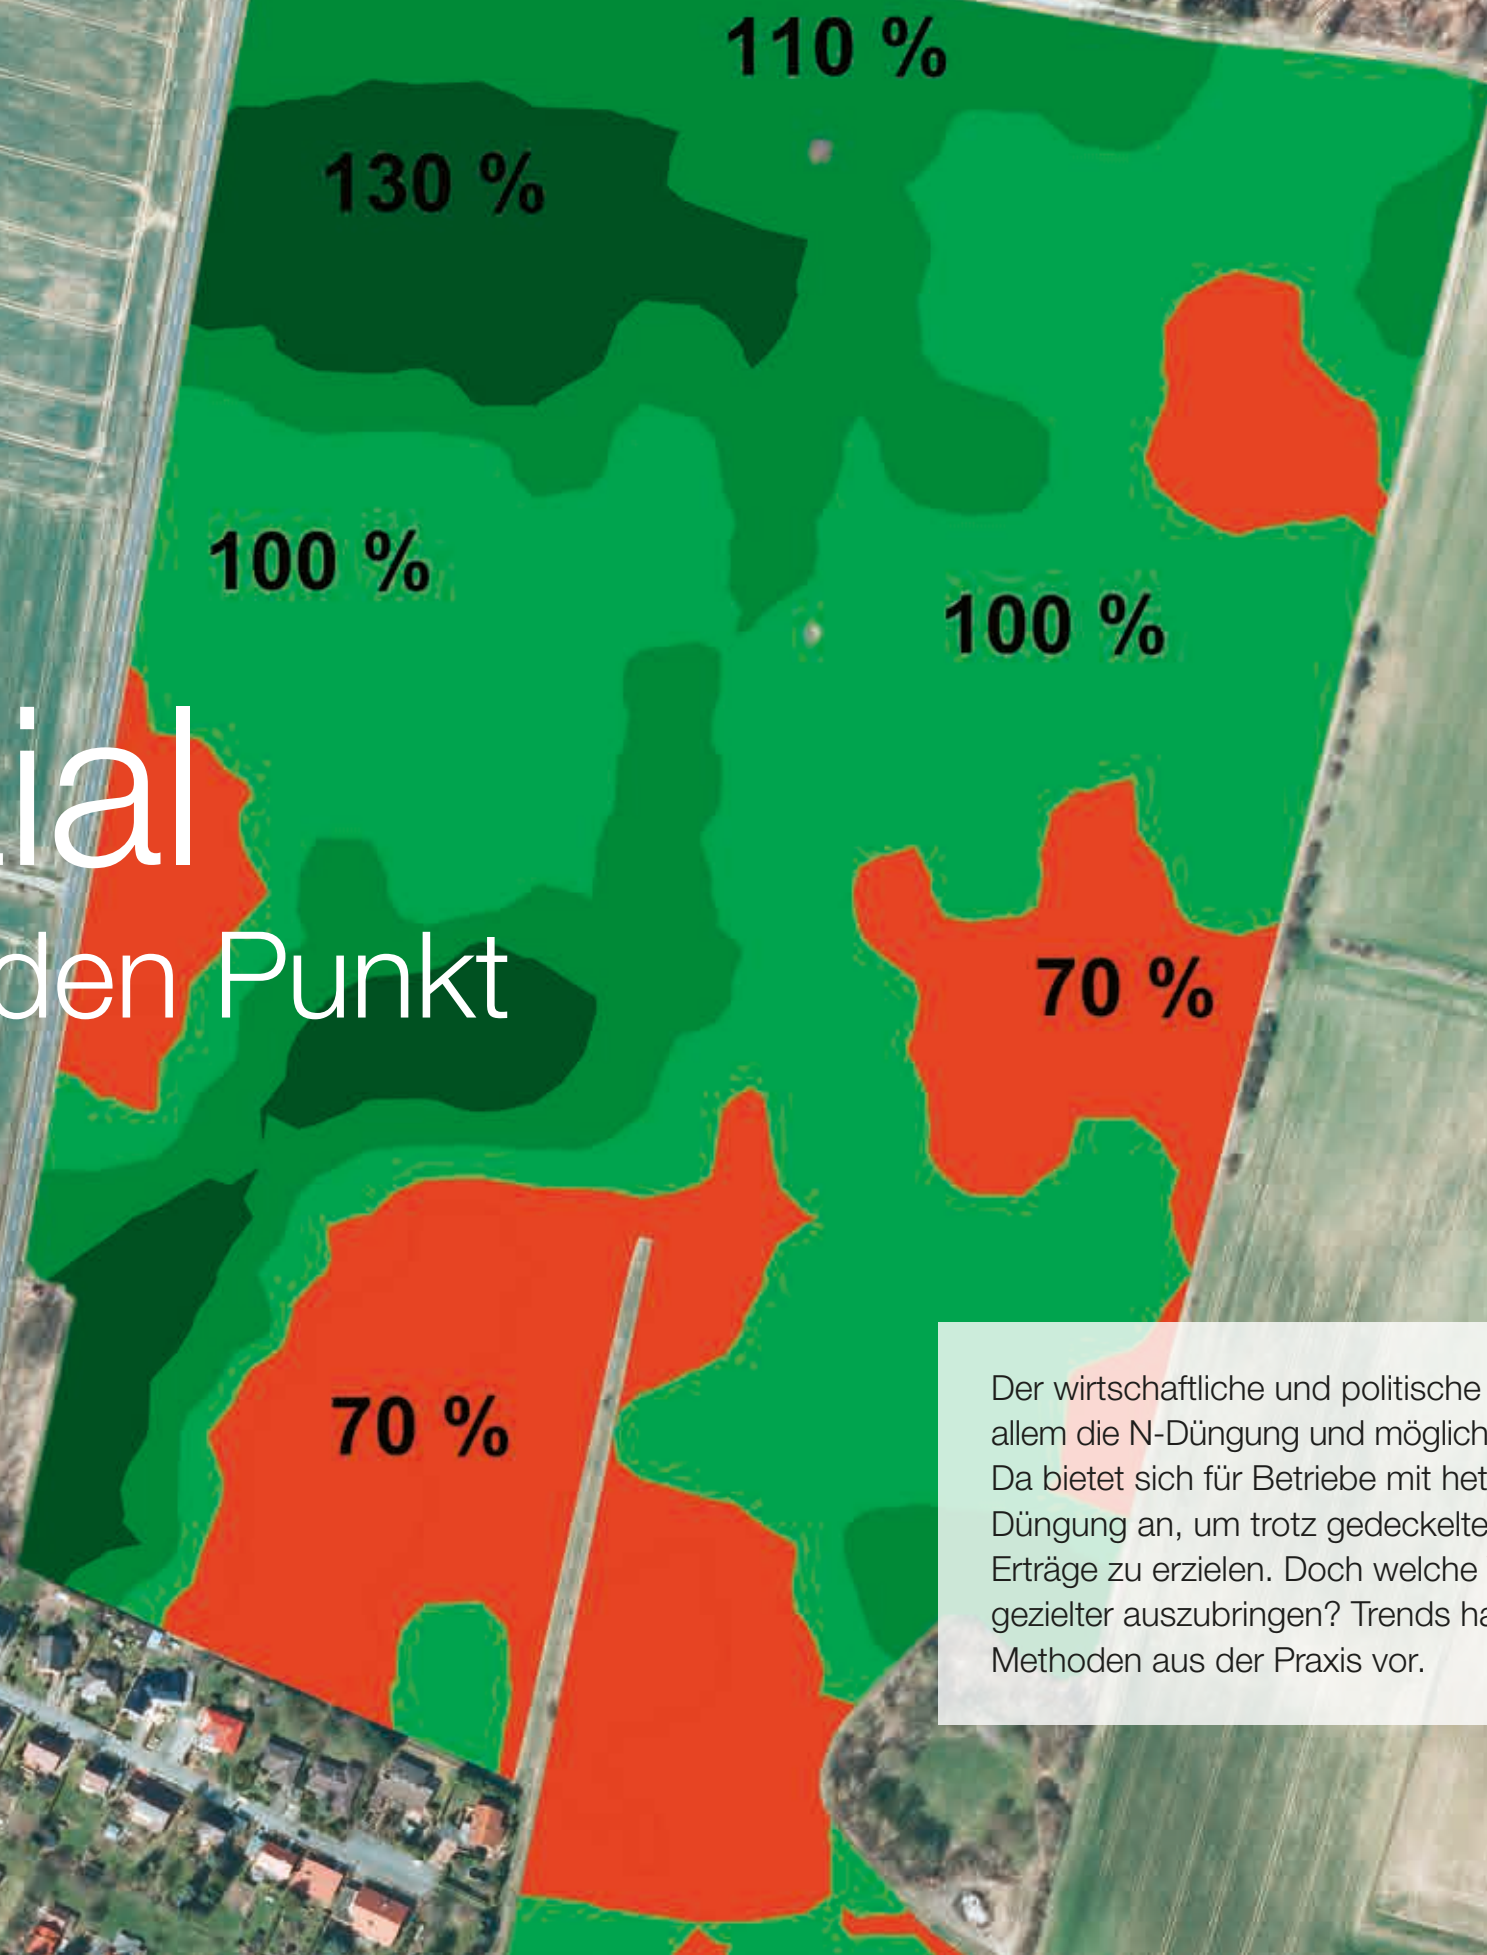 110 %
130 %
100 %
100 %
ial
den Punkt
70 %
70 %
Der wirtschaftliche und politische
allem die N-Düngung und möglich
Da bietet sich für Betriebe mit het
Düngung an, um trotz gedeckelte
Erträge zu erzielen. Doch welche
gezielter auszubringen? Trends ha
Methoden aus der Praxis vor.